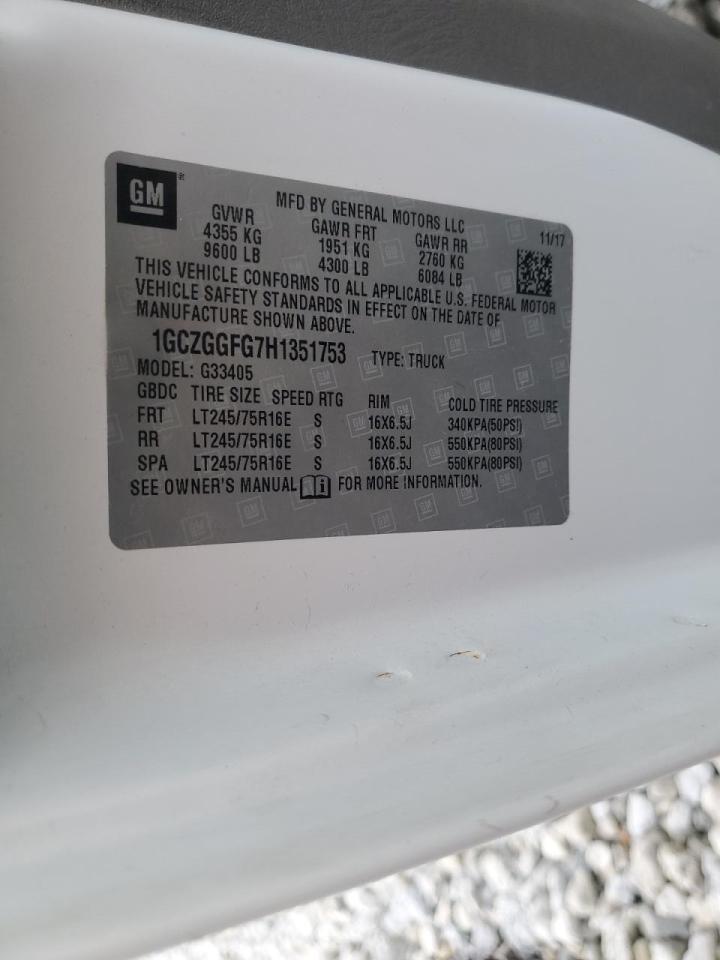 GM®
MFD BY GENERAL MOTORS LLC
11/17
GVWR GAWR FRT GAWR RR
4355 KG 1951 KG 2760 KG
9600 LB 4300 LB 6084 LB
THIS VEHICLE CONFORMS TO ALL APPLICABLE U.S. FEDERAL MOTOR
VEHICLE SAFETY STANDARDS IN EFFECT ON THE DATE OF
MANUFACTURE SHOWN ABOVE.
1GCZGGFG7H1351753 TYPE: TRUCK
MODEL: G33405
GBDC TIRE SIZE SPEED RTG RIM COLD TIRE PRESSURE
FRT LT245/75R16E S 16X6.5J 340KPA(50PSI)
RR LT245/75R16E S 16X6.5J 550KPA(80PSI)
SPA LT245/75R16E S 16X6.5J 550KPA(80PSI)
SEE OWNER'S MANUAL i FOR MORE INFORMATION.